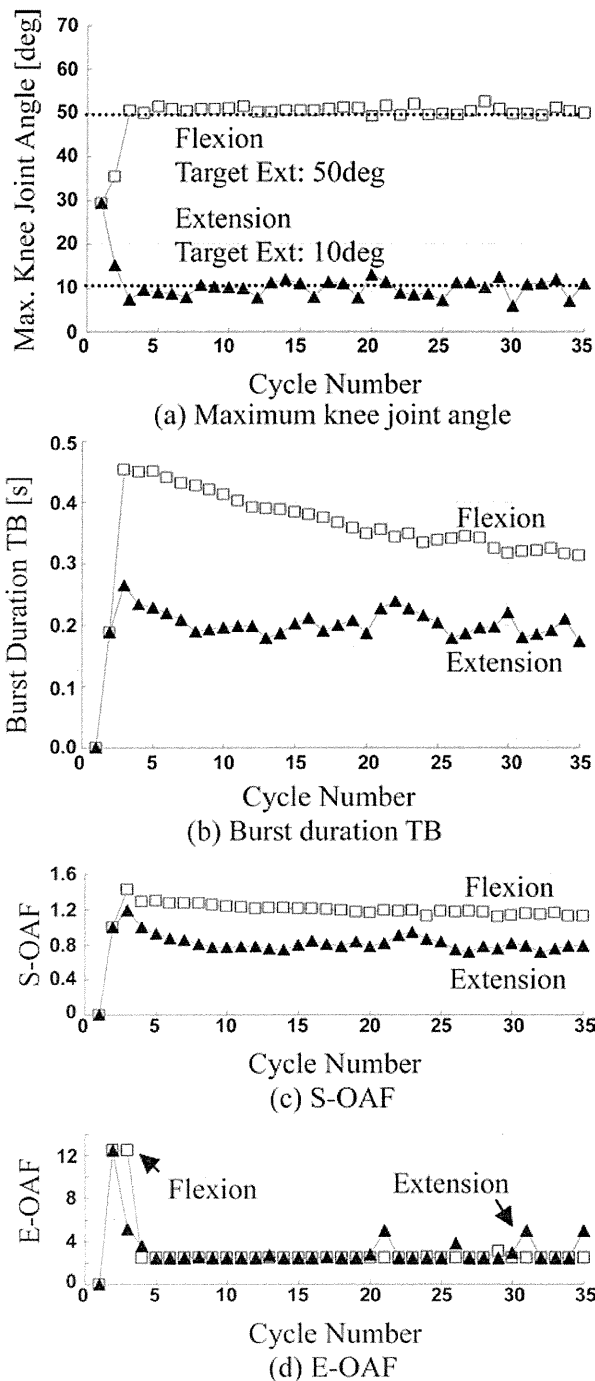 Max. Knee Joint Angle [deg]
70
60
50
40
30
20
10
0
Flexion
Target Ext: 50deg
Extension
Target Ext: 10deg
0 5 10 15 20 25 30 35
Cycle Number
(a) Maximum knee joint angle
Burst Duration TB [s]
0.5
0.4
0.3
0.2
0.1
0.0
Flexion
Extension
0 5 10 15 20 25 30 35
Cycle Number
(b) Burst duration TB
S-OAF
1.6
1.2
0.8
0.4
0
Flexion
Extension
0 5 10 15 20 25 30 35
Cycle Number
(c) S-OAF
E-OAF
12
8
4
0
Flexion
Extension
0 5 10 15 20 25 30 35
Cycle Number
(d) E-OAF